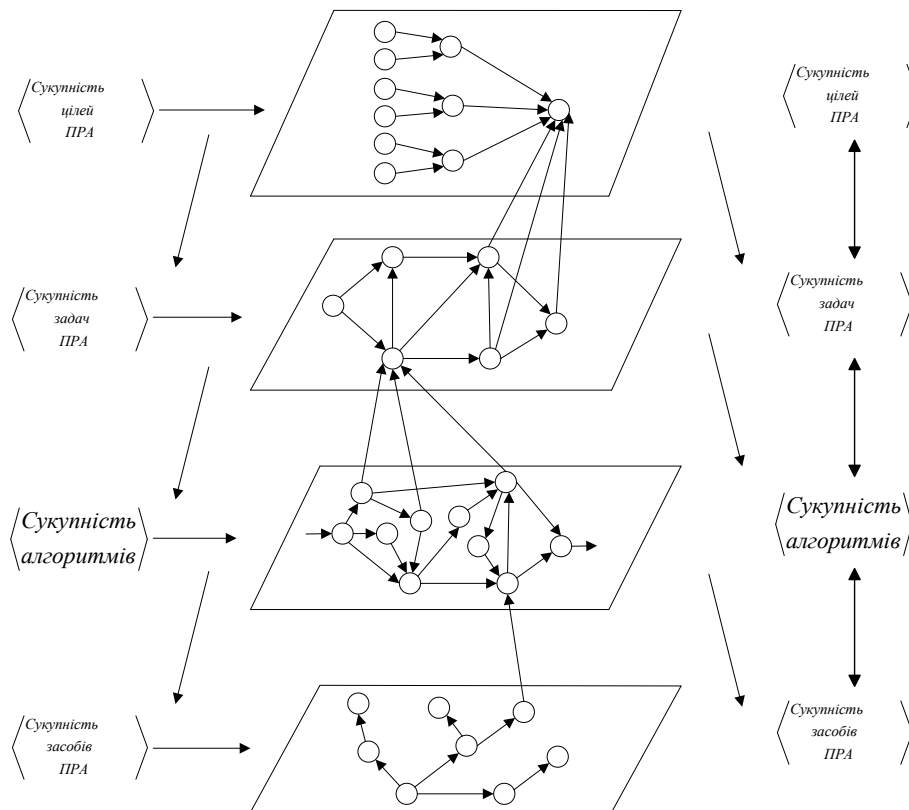 Сукупність
цілей
ПРА
Сукупність
цілей
ПРА
Сукупність
задач
ПРА
Сукупність
задач
ПРА
Сукупність
алгоритмів
Сукупність
алгоритмів
Сукупність
засобів
ПРА
Сукупність
засобів
ПРА